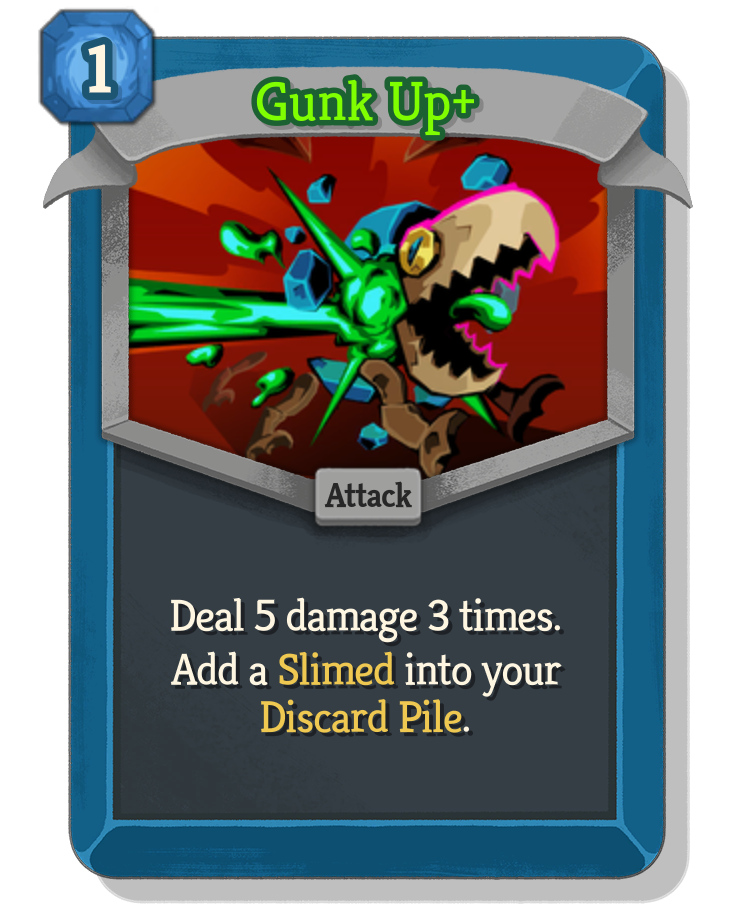 1
Gunk Up+
Attack
Deal 5 damage 3 times.
Add a Slimed into your
Discard Pile.